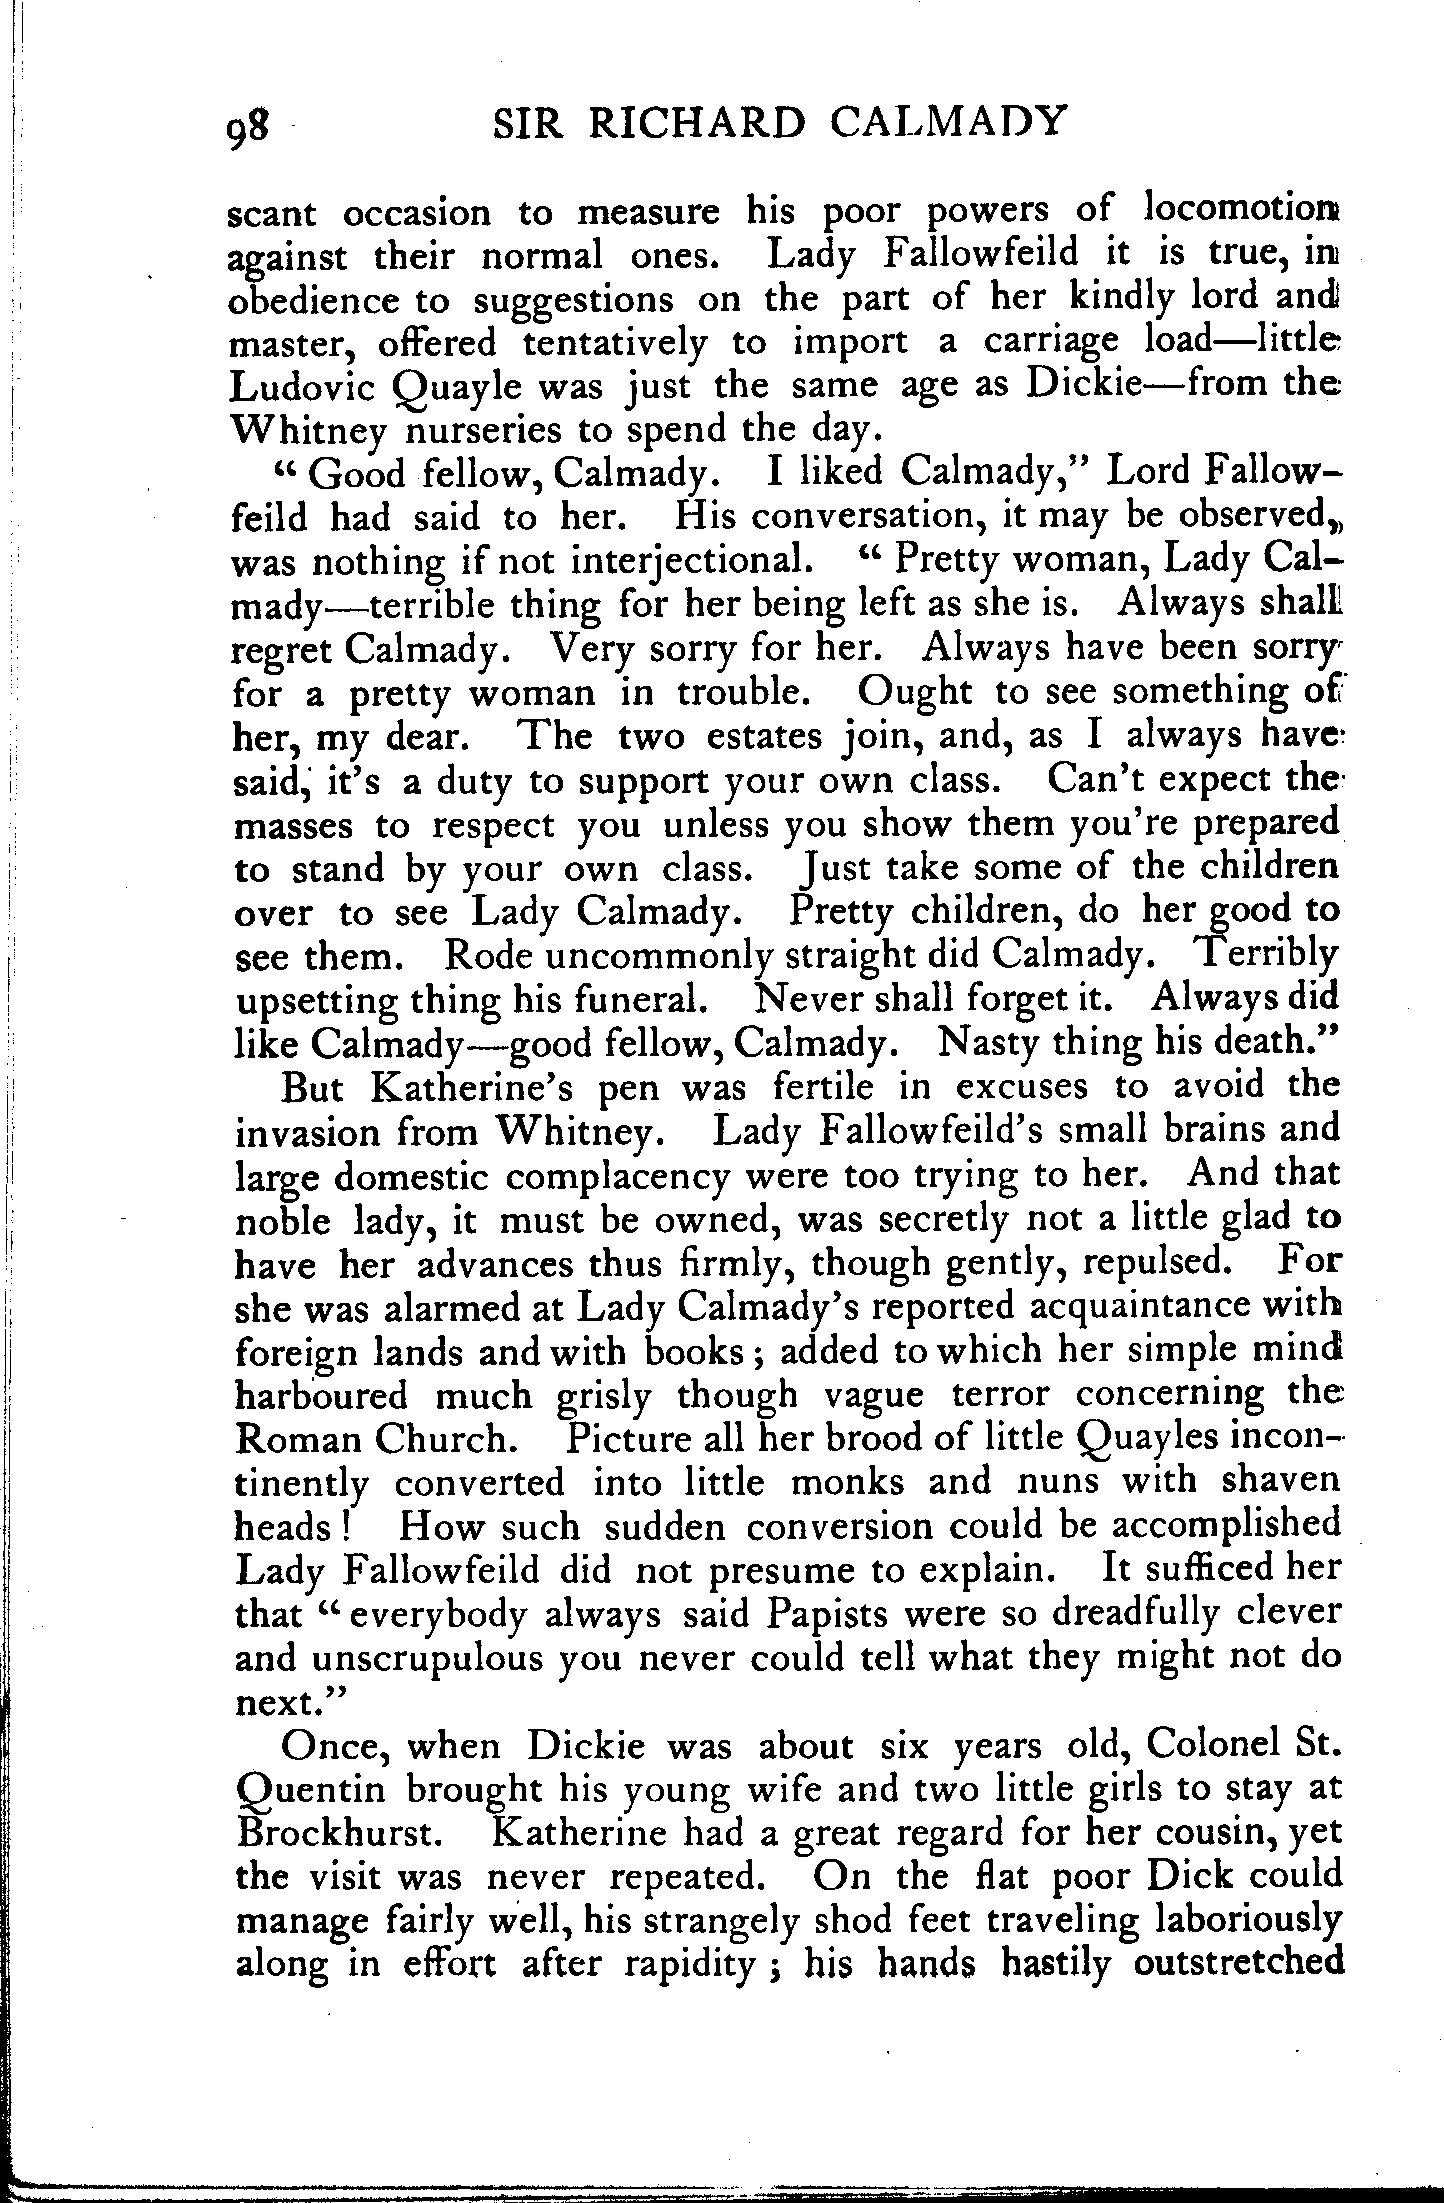 98 SIR RICHARD CALMADY
scant occasion to measure his poor powers of locomotion
against their normal ones. Lady Fallowfeild it is true, in
obedience to suggestions on the part of her kindly lord and
master, offered tentatively to import a carriage load—little
Ludovic Quayle was just the same age as Dickie—from the
Whitney nurseries to spend the day.
“ Good fellow, Calmady. I liked Calmady,” Lord Fallow-
feild had said to her. His conversation, it may be observed,
was nothing if not interjectional. “ Pretty woman, Lady Cal-
mady—terrible thing for her being left as she is. Always shall
regret Calmady. Very sorry for her. Always have been sorry
for a pretty woman in trouble. Ought to see something of
her, my dear. The two estates join, and, as I always have
said, it’s a duty to support your own class. Can’t expect the
masses to respect you unless you show them you’re prepared
to stand by your own class. Just take some of the children
over to see Lady Calmady. Pretty children, do her good to
see them. Rode uncommonly straight did Calmady. Terribly
upsetting thing his funeral. Never shall forget it. Always did
like Calmady—good fellow, Calmady. Nasty thing his death.”
But Katherine’s pen was fertile in excuses to avoid the
invasion from Whitney. Lady Fallowfeild’s small brains and
large domestic complacency were too trying to her. And that
noble lady, it must be owned, was secretly not a little glad to
have her advances thus firmly, though gently, repulsed. For
she was alarmed at Lady Calmady’s reported acquaintance with
foreign lands and with books ; added to which her simple mind
harboured much grisly though vague terror concerning the
Roman Church. Picture all her brood of little Quayles incon-
tinently converted into little monks and nuns with shaven
heads ! How such sudden conversion could be accomplished
Lady Fallowfeild did not presume to explain. It sufficed her
that “ everybody always said Papists were so dreadfully clever
and unscrupulous you never could tell what they might not do
next.”
Once, when Dickie was about six years old, Colonel St.
Quentin brought his young wife and two little girls to stay at
Brockhurst. Katherine had a great regard for her cousin, yet
the visit was never repeated. On the flat poor Dick could
manage fairly well, his strangely shod feet traveling laboriously
along in effort after rapidity ; his hands hastily outstretched